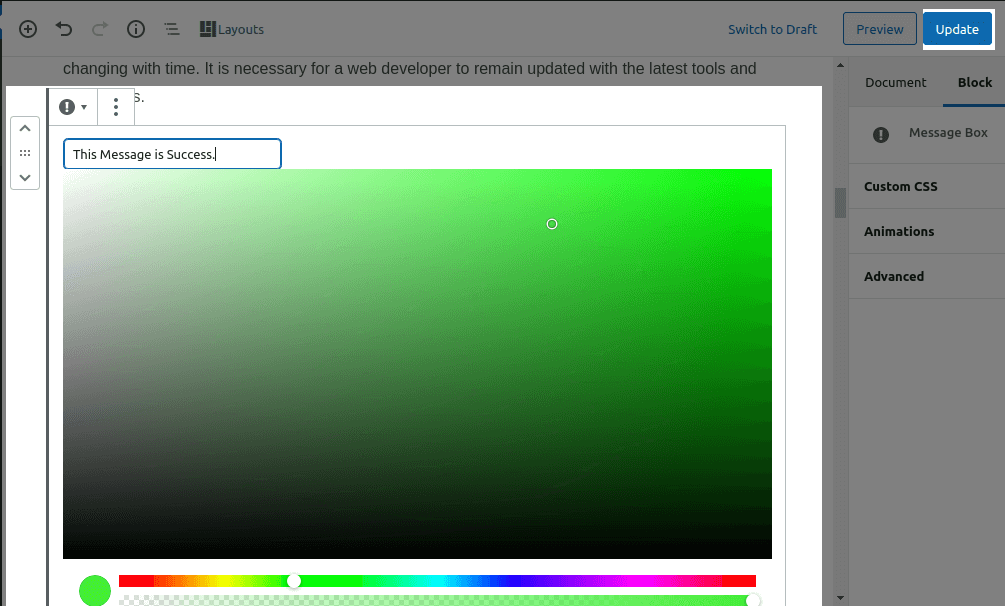 Layouts
Switch to Draft
Preview
Update
changing with time. It is necessary for a web developer to remain updated with the latest tools and
s.
Document
Block
Message Box
This Message is Success.
Custom CSS
Animations
Advanced